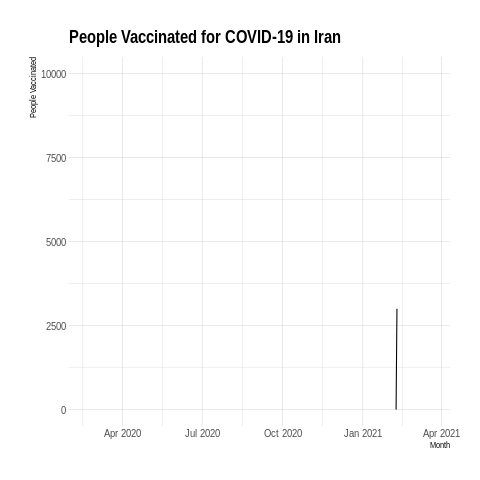 People Vaccinated for COVID-19 in Iran
People Vaccinated
10000
7500
5000
2500
0
Apr 2020 Jul 2020 Oct 2020 Jan 2021 Apr 2021
Month